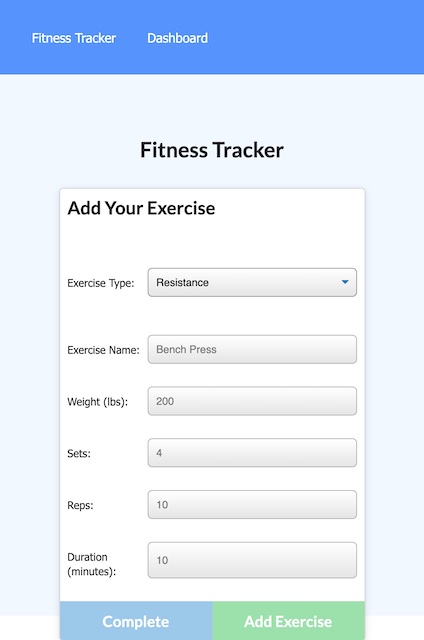 Fitness Tracker Dashboard
Fitness Tracker
Add Your Exercise
Exercise Type: Resistance
Exercise Name: Bench Press
Weight (lbs): 200
Sets: 4
Reps: 10
Duration
(minutes): 10
Complete Add Exercise